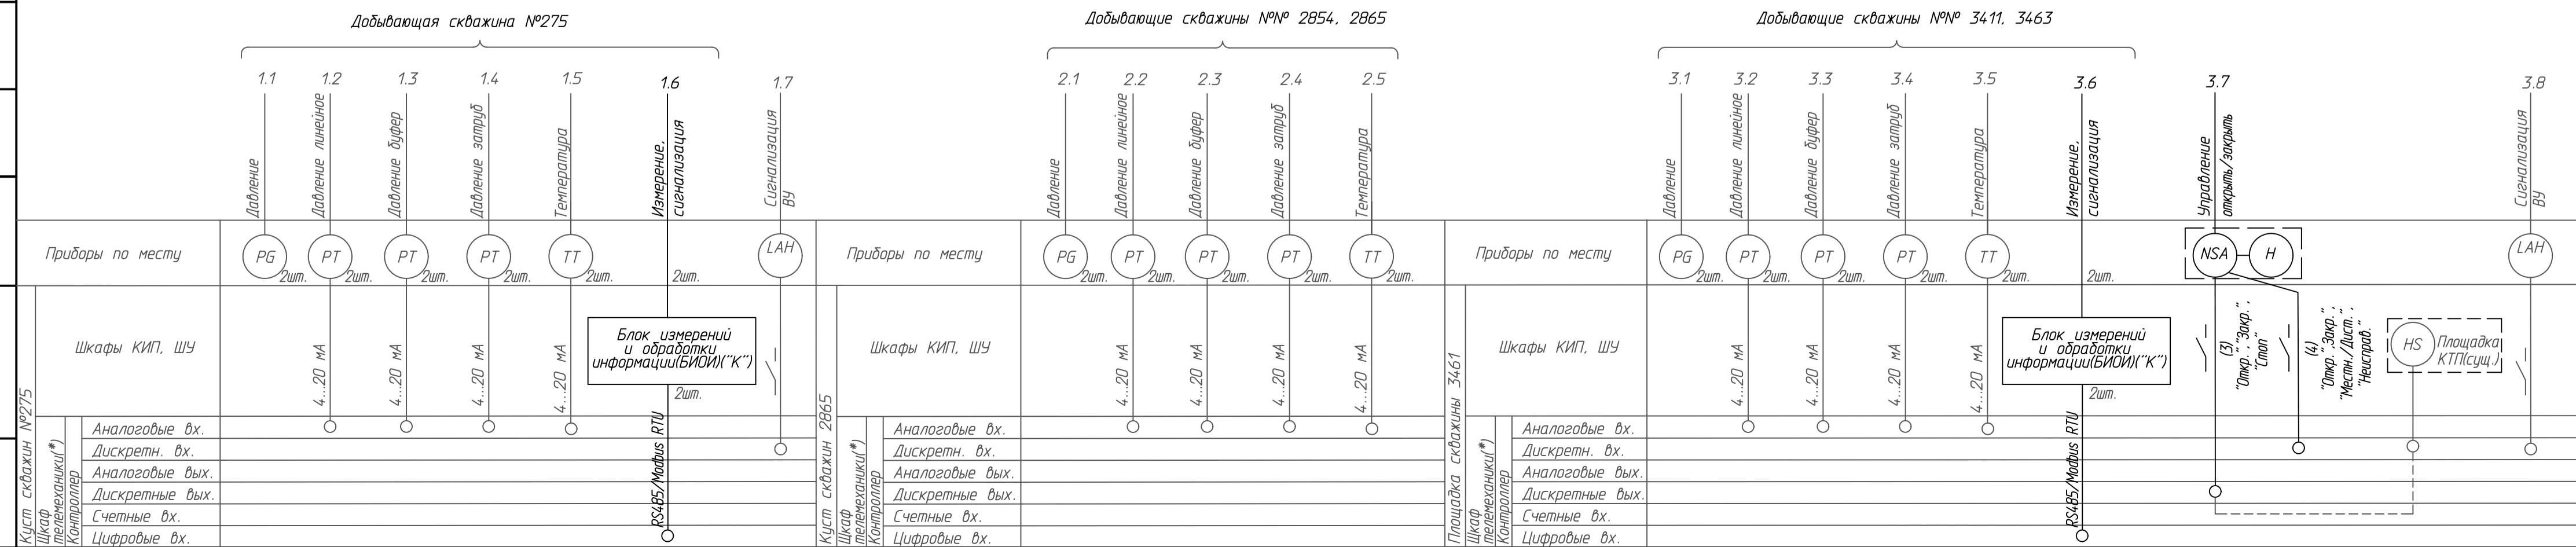 Добывающая скважина №275
1.1
1.2
1.3
1.4
1.5
1.6
1.7
Давление
Давление линейное
Давление буфер
Давление затруб
Температура
Измерение,
сигнализация
Сигнализация
ВУ
Приборы по месту
PG
2шт.
PT
2шт.
PT
2шт.
PT
2шт.
TT
2шт.
2шт.
LAH
Куст скважин №275
Шкафы КИП, ШУ
4...20 мА
4...20 мА
4...20 мА
4...20 мА
Блок измерений
и обработки
информации(БИОИ)("К")
2шт.
RS485/Modbus RTU
Шкаф
телемеханики(*)
Контроллер
Аналоговые вх.
Дискретн. вх.
Аналоговые вых.
Дискретные вых.
Счетные вх.
Цифровые вх.
Добывающие скважины №№ 2854, 2865
2.1
2.2
2.3
2.4
2.5
Давление
Давление линейное
Давление буфер
Давление затруб
Температура
Приборы по месту
PG
2шт.
PT
2шт.
PT
2шт.
PT
2шт.
TT
2шт.
Куст скважин 2865
Шкафы КИП, ШУ
4...20 мА
4...20 мА
4...20 мА
4...20 мА
Шкаф
телемеханики(*)
Контроллер
Аналоговые вх.
Дискретн. вх.
Аналоговые вых.
Дискретные вых.
Счетные вх.
Цифровые вх.
Добывающие скважины №№ 3411, 3463
3.1
3.2
3.3
3.4
3.5
3.6
3.7
3.8
Давление
Давление линейное
Давление буфер
Давление затруб
Температура
Измерение,
сигнализация
Управление
открыть/закрыть
Сигнализация
ВУ
Приборы по месту
PG
2шт.
PT
2шт.
PT
2шт.
PT
2шт.
TT
2шт.
2шт.
NSA
H
LAH
Площадка скважины 3461
Шкафы КИП, ШУ
4...20 мА
4...20 мА
4...20 мА
4...20 мА
Блок измерений
и обработки
информации(БИОИ)("К")
2шт.
RS485/Modbus RTU
(3)
"Откр.", "Закр.",
"Стоп"
(4)
"Откр.",Закр.",
"Местн./Дист.",
"Неисправ."
HS
Площадка
КТП(сущ.)
Шкаф
телемеханики(*)
Контроллер
Аналоговые вх.
Дискретн. вх.
Аналоговые вых.
Дискретные вых.
Счетные вх.
Цифровые вх.